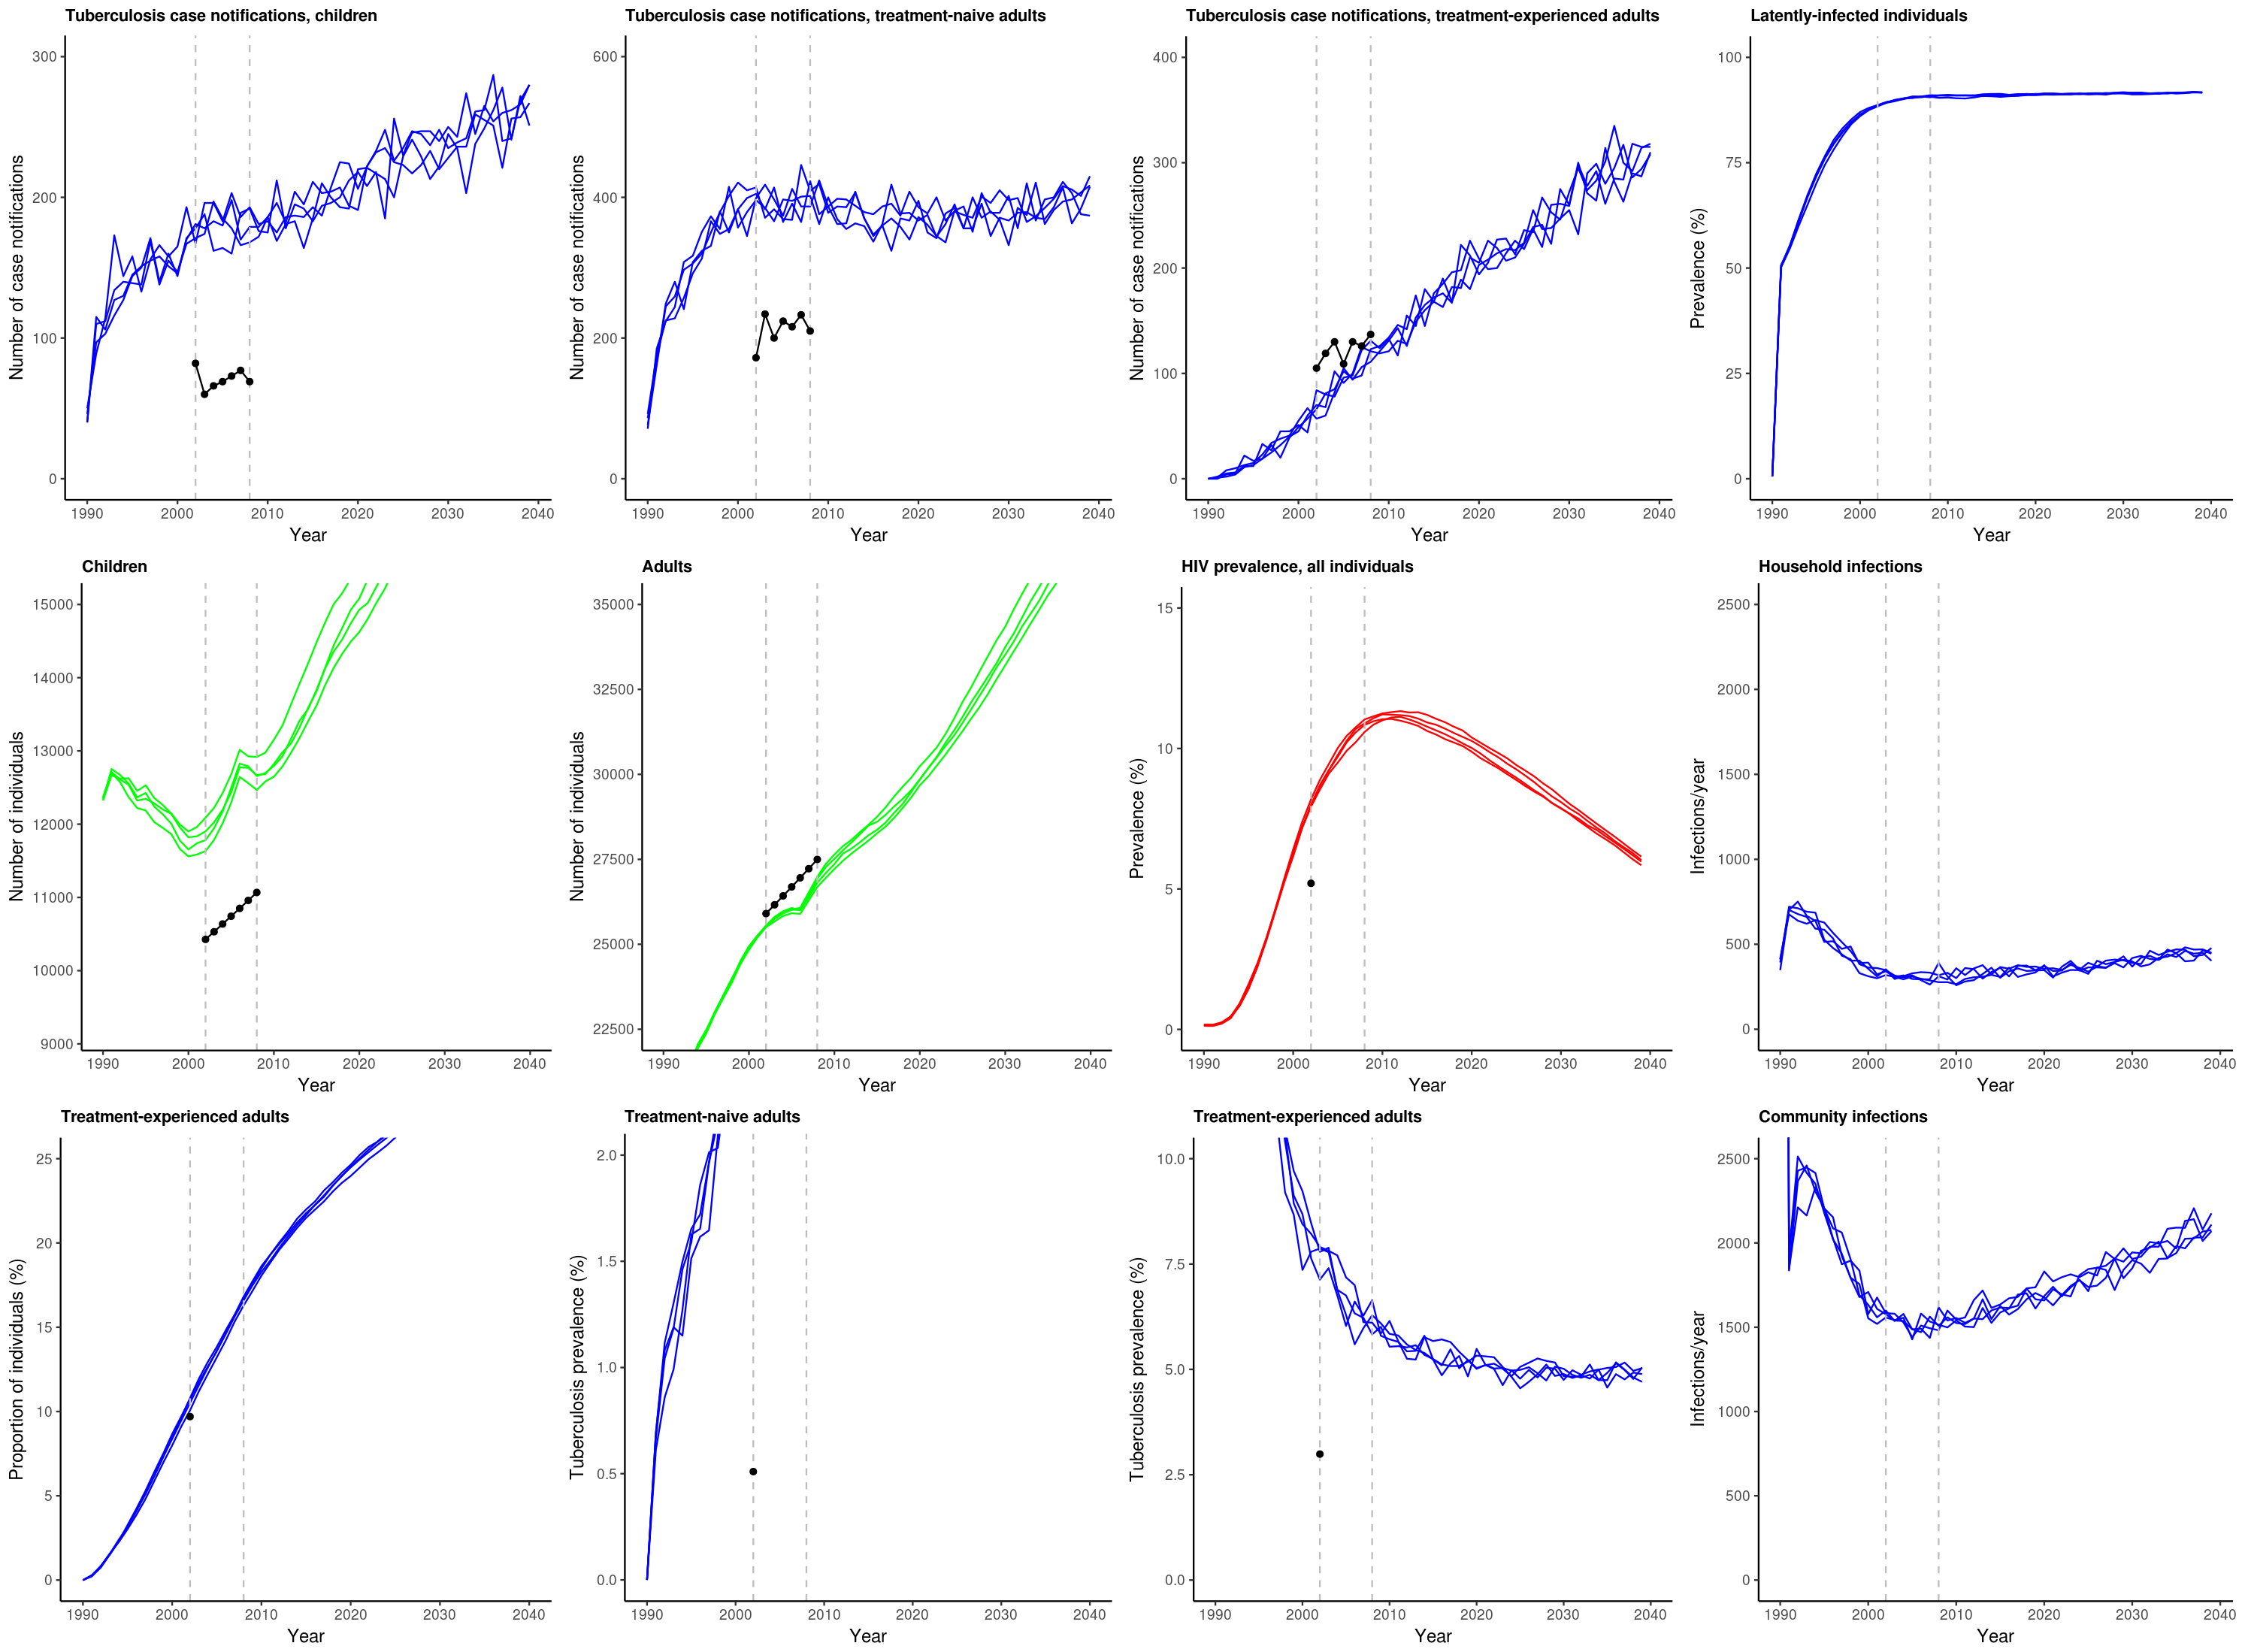 Tuberculosis case notifications, children
Number of case notifications
300
200
100
0
1990 2000 2010 2020 2030 2040
Year
Tuberculosis case notifications, treatment-naive adults
Number of case notifications
600
400
200
0
1990 2000 2010 2020 2030 2040
Year
Tuberculosis case notifications, treatment-experienced adults
Number of case notifications
400
300
200
100
0
1990 2000 2010 2020 2030 2040
Year
Latently-infected individuals
Prevalence (%)
100
75
50
25
0
1990 2000 2010 2020 2030 2040
Year
Children
Number of individuals
15000
14000
13000
12000
11000
10000
9000
1990 2000 2010 2020 2030 2040
Year
Adults
Number of individuals
35000
32500
30000
27500
25000
22500
1990 2000 2010 2020 2030 2040
Year
HIV prevalence, all individuals
Prevalence (%)
15
10
5
0
1990 2000 2010 2020 2030 2040
Year
Household infections
Infections/year
2500
2000
1500
1000
500
0
1990 2000 2010 2020 2030 2040
Year
Treatment-experienced adults
Proportion of individuals (%)
25
20
15
10
5
0
1990 2000 2010 2020 2030 2040
Year
Treatment-naive adults
Tuberculosis prevalence (%)
2.0
1.5
1.0
0.5
0.0
1990 2000 2010 2020 2030 2040
Year
Treatment-experienced adults
Tuberculosis prevalence (%)
10.0
7.5
5.0
2.5
0.0
1990 2000 2010 2020 2030 2040
Year
Community infections
Infections/year
2500
2000
1500
1000
500
0
1990 2000 2010 2020 2030 2040
Year